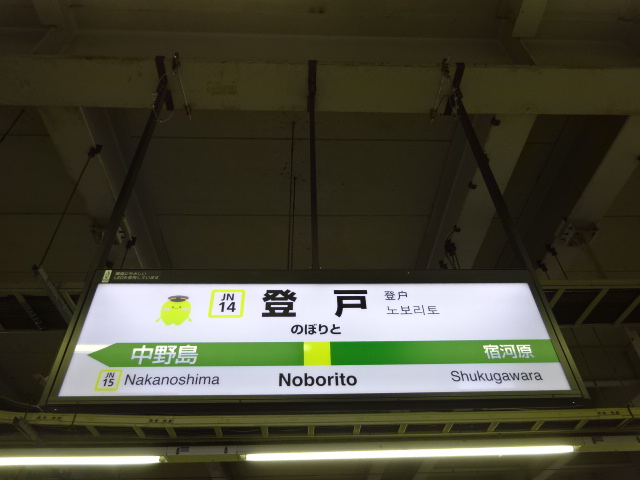 JN
14
登戸
登户
노보리토
のぼりと
中野島
宿河原
JN
15
Nakanoshima
Noborito
Shukugawara